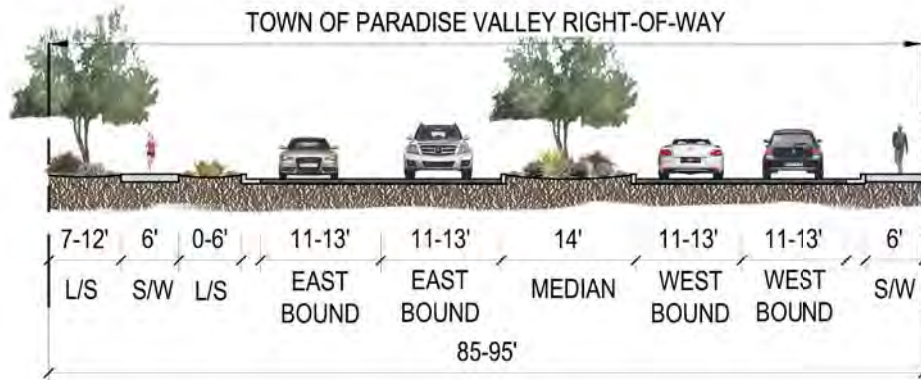 TOWN OF PARADISE VALLEY RIGHT-OF-WAY
7-12' 6' 0-6' 11-13' 11-13' 14' 11-13' 11-13' 6'
L/S S/W L/S EAST BOUND EAST BOUND MEDIAN WEST BOUND WEST BOUND S/W
85-95'